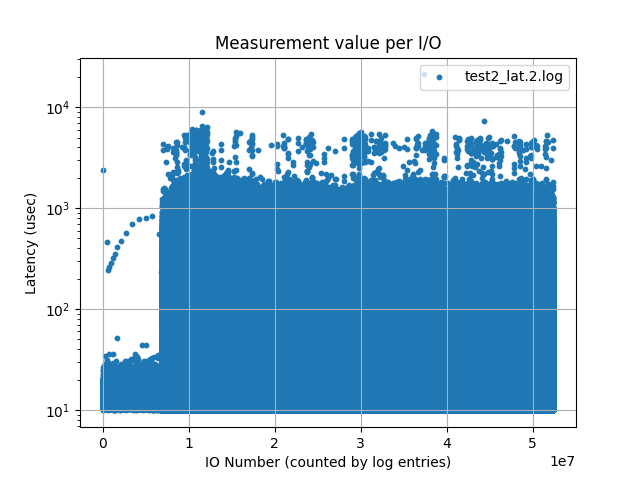 Measurement value per I/O
test2_lat.2.log
Latency (usec)
10^4
10^3
10^2
10^1
0
1
2
3
4
5
1e7
IO Number (counted by log entries)